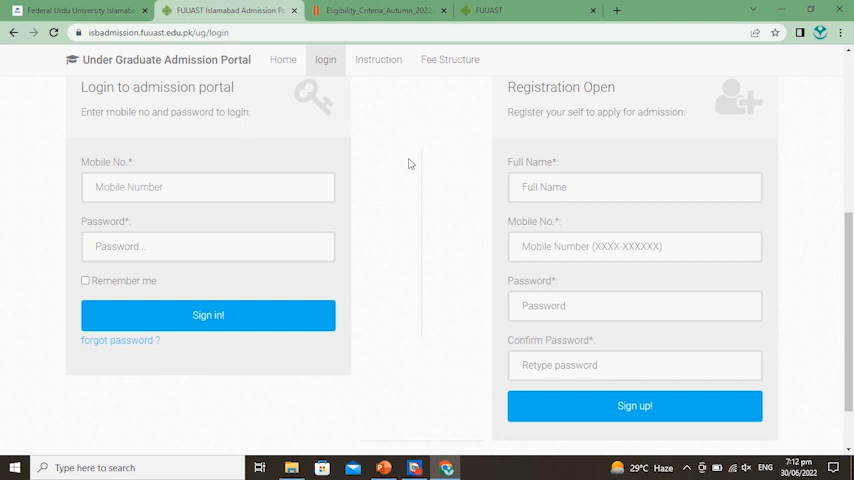 Federal Urdu University Islamaba
FUUAST Islamabad Admission Po
Eligibility_Criteria_Autumn_2022
FUUAST
isbadmission.fuuast.edu.pk/ug/login
Under Graduate Admission Portal
Home
login
Instruction
Fee Structure
Login to admission portal
Enter mobile no and password to login:
Mobile No.*:
Mobile Number
Password*:
Password...
Remember me
Sign in!
forgot password ?
Registration Open
Register your self to apply for admission:
Full Name*:
Full Name
Mobile No.*:
Mobile Number (XXXX-XXXXXX)
Password*:
Password
Confirm Password*:
Retype password
Sign up!
Type here to search
29°C Haze
ENG
7:12 pm
30/06/2022